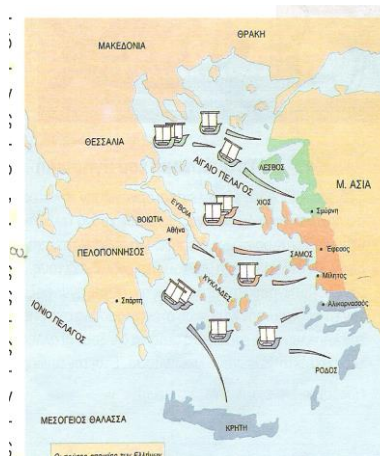 ΘΡΑΚΗ
ΜΑΚΕΔΟΝΙΑ
ΘΕΣΣΑΛΙΑ
ΑΙΓΑΙΟ ΠΕΛΑΓΟΣ
ΛΕΣΒΟΣ
Μ. ΑΣΙΑ
ΕΥΒΟΙΑ
ΧΙΟΣ
Σμύρνη
ΒΟΙΩΤΙΑ
Αθήνα
ΠΕΛΟΠΟΝΝΗΣΟΣ
ΣΑΜΟΣ
Έφεσος
Μίλητος
ΚΥΚΛΑΔΕΣ
Σπάρτη
Αλικαρνασσός
ΙΟΝΙΟ ΠΕΛΑΓΟΣ
ΡΟΔΟΣ
ΜΕΣΟΓΕΙΟΣ ΘΑΛΑΣΣΑ
ΚΡΗΤΗ